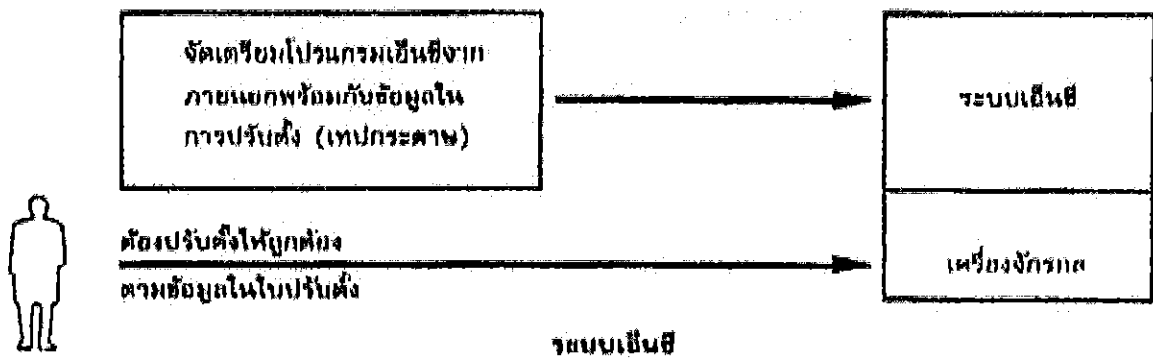 จัดเตรียมโปรแกรมเอ็นซีจาก
ภายนอกพร้อมกับข้อมูลใน
การปรับตั้ง (เทปกระดาษ)
ระบบเอ็นซี
ต้องปรับตั้งให้ถูกต้อง
ตามข้อมูลในใบปรับตั้ง
เครื่องจักรกล
ระบบเอ็นซี